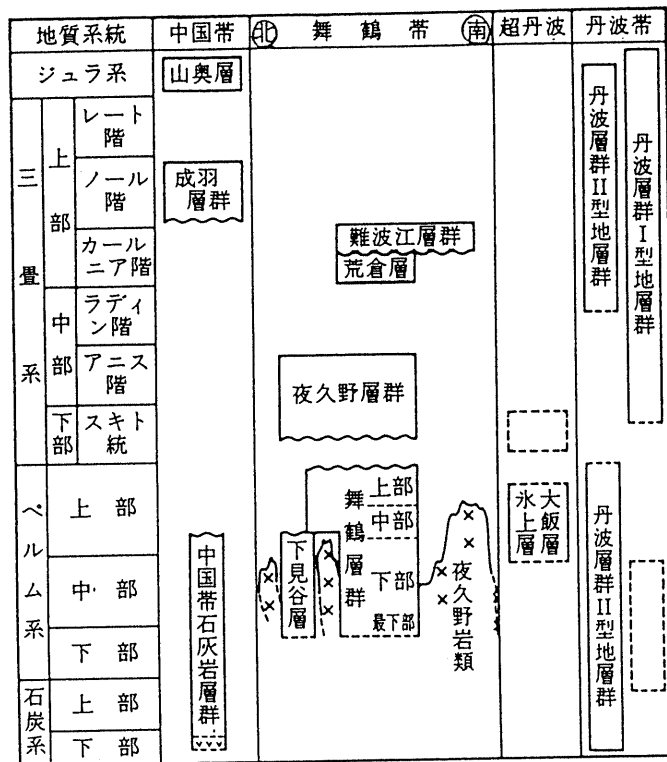 地質系統 中国帯 北 舞鶴帯 南 超丹波 丹波帯
ジュラ系
山奥層
三畳系
上部
レート階
ノール階
カールニア階
中部
ラディン階
アニス階
下部
スキト統
成羽層群
難波江層群
荒倉層
夜久野層群
丹波層群II型地層群
丹波層群I型地層群
ペルム系
上部
中部
下部
石炭系
上部
下部
中国帯石灰岩層群
下見谷層
舞鶴層群
上部
中部
下部
最下部
夜久野岩類
氷上層
大飯層
丹波層群II型地層群